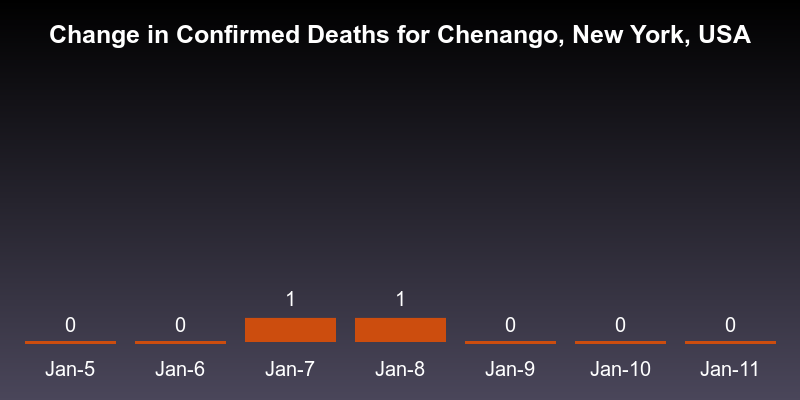 Change in Confirmed Deaths for Chenango, New York, USA
0 0 1 1 0 0 0
Jan-5 Jan-6 Jan-7 Jan-8 Jan-9 Jan-10 Jan-11